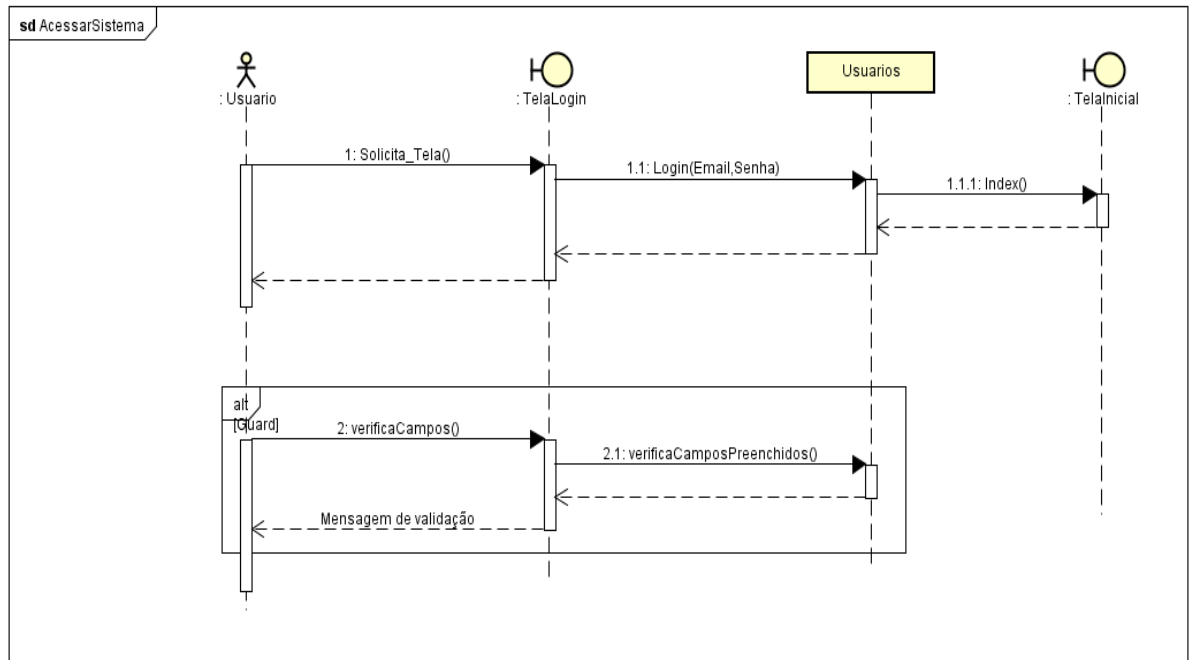 sd AcessarSistema
: Usuario
: TelaLogin
Usuarios
: TelaInicial
1: Solicita_Tela()
1.1: Login(Email,Senha)
1.1.1: Index()
alt
[Guard]
2: verificaCampos()
2.1: verificaCamposPreenchidos()
Mensagem de validação